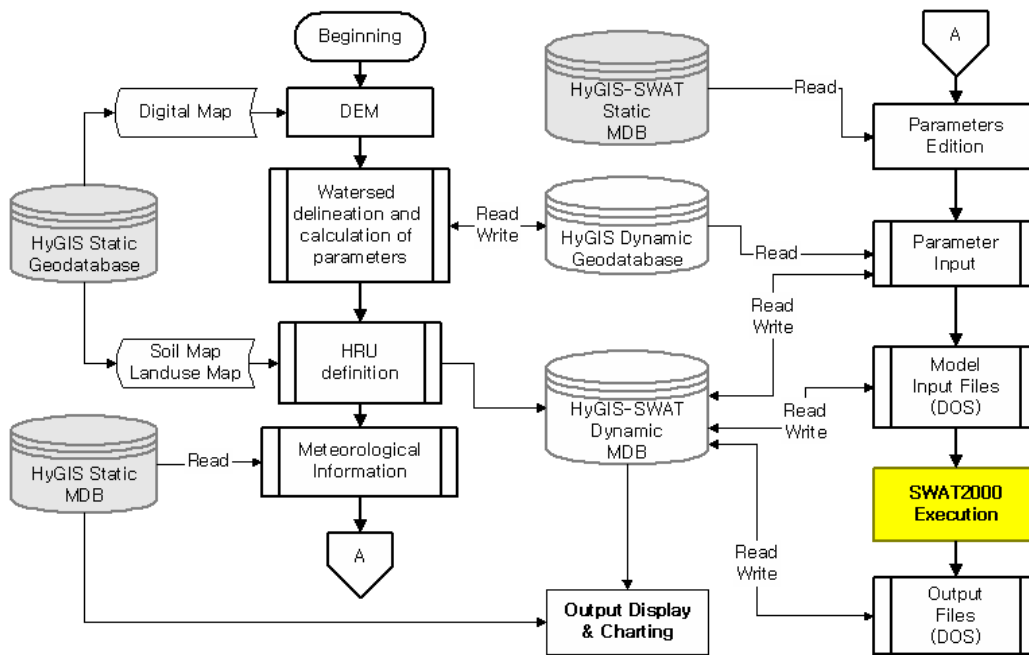 Beginning
Digital Map
DEM
Watersed
delineation and
calculation of
parameters
HyGIS Static
Geodatabase
Soil Map
Landuse Map
HRU
definition
HyGIS Static
MDB
Read
Meteorological
Information
A
HyGIS-SWAT
Static
MDB
Read
Read
Write
HyGIS Dynamic
Geodatabase
Read
Read
Write
HyGIS-SWAT
Dynamic
MDB
Read
Write
Read
Write
Output Display
& Charting
A
Parameters
Edition
Parameter
Input
Model
Input Files
(DOS)
SWAT2000
Execution
Output
Files
(DOS)